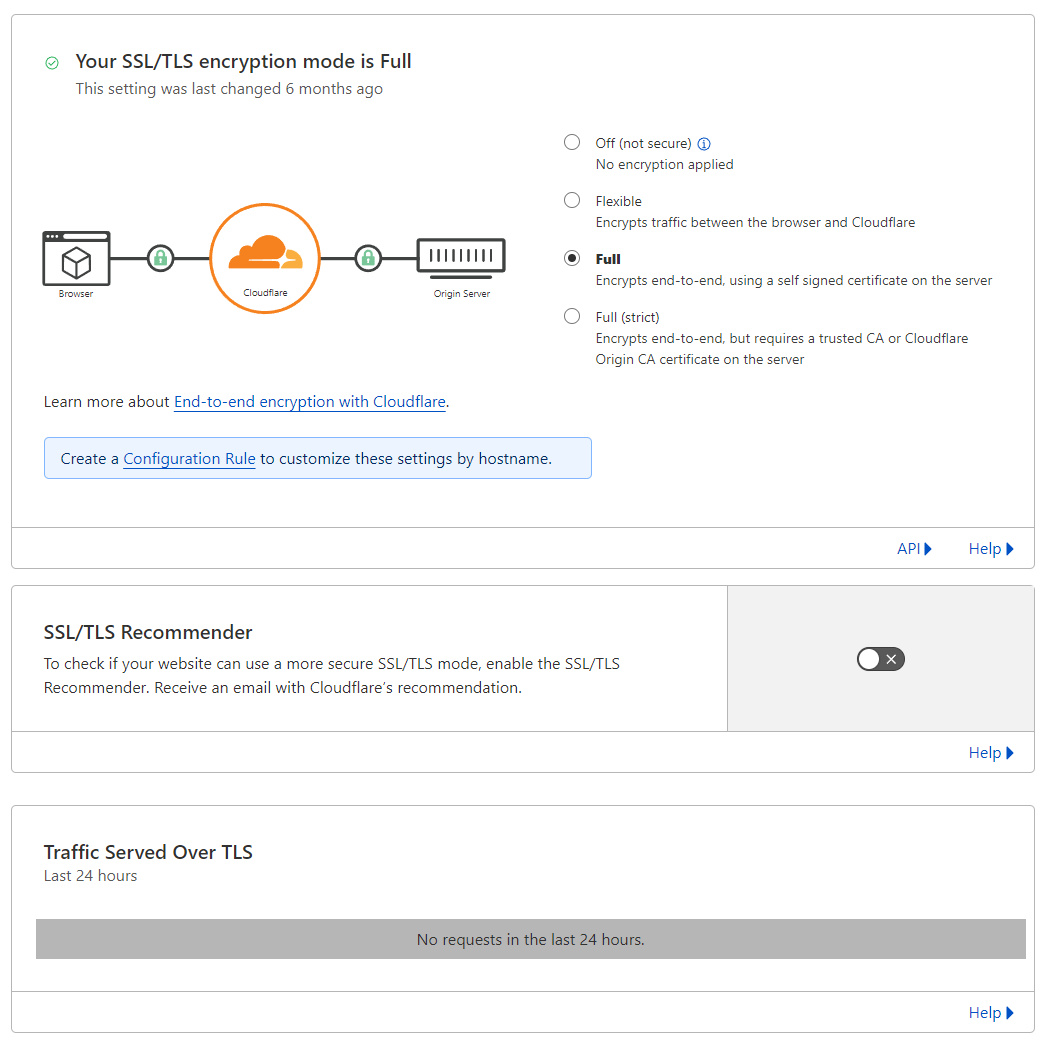 Your SSL/TLS encryption mode is Full
This setting was last changed 6 months ago
Off (not secure)
No encryption applied
Flexible
Encrypts traffic between the browser and Cloudflare
Full
Encrypts end-to-end, using a self signed certificate on the server
Full (strict)
Encrypts end-to-end, but requires a trusted CA or Cloudflare
Origin CA certificate on the server
Browser
Cloudflare
Origin Server
Learn more about End-to-end encryption with Cloudflare.
Create a Configuration Rule to customize these settings by hostname.
API
Help
SSL/TLS Recommender
To check if your website can use a more secure SSL/TLS mode, enable the SSL/TLS
Recommender. Receive an email with Cloudflare’s recommendation.
Help
Traffic Served Over TLS
Last 24 hours
No requests in the last 24 hours.
Help